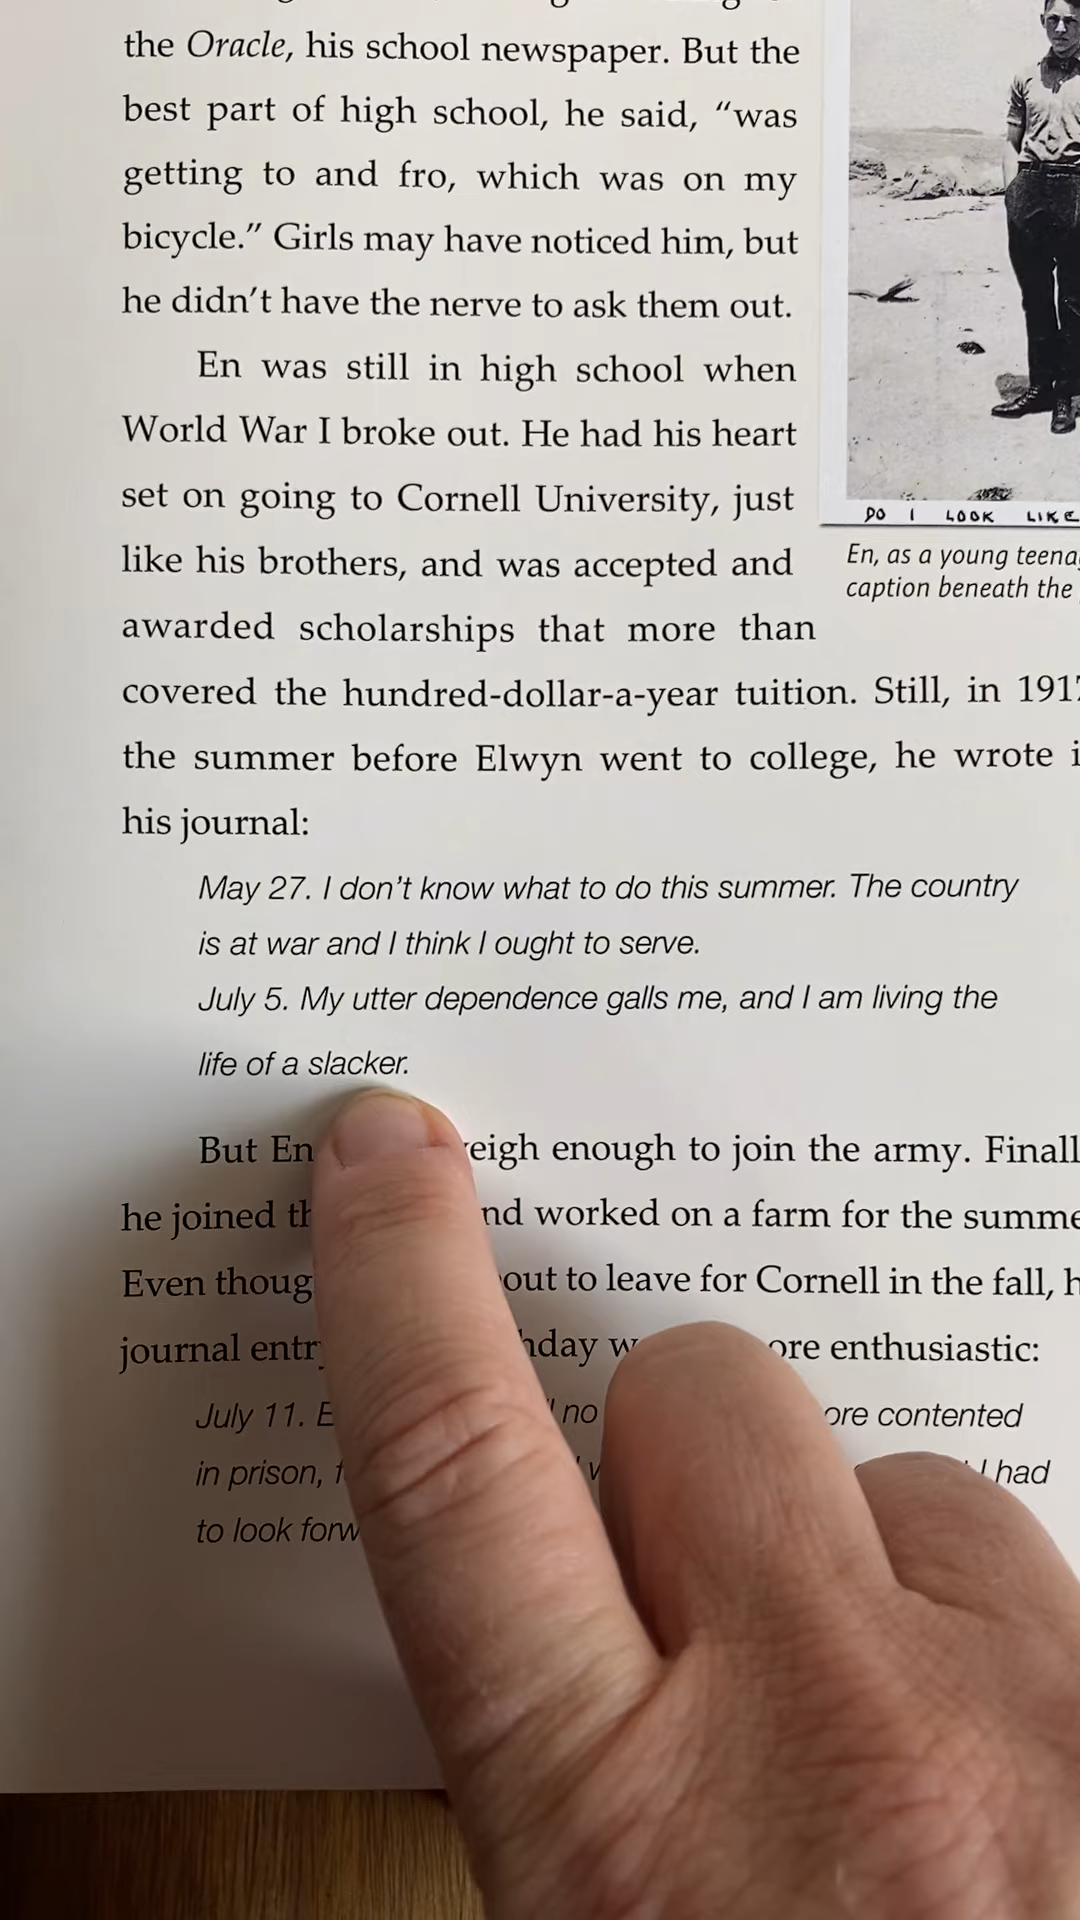 the Oracle, his school newspaper. But the
best part of high school, he said, “was
getting to and fro, which was on my
bicycle.” Girls may have noticed him, but
he didn’t have the nerve to ask them out.
En was still in high school when
World War I broke out. He had his heart
set on going to Cornell University, just
like his brothers, and was accepted and
awarded scholarships that more than
covered the hundred-dollar-a-year tuition. Still, in 1917
the summer before Elwyn went to college, he wrote
his journal:
May 27. I don’t know what to do this summer. The country
is at war and I think I ought to serve.
July 5. My utter dependence galls me, and I am living the
life of a slacker.
But En enough to join the army.
he joined and worked on a farm for the
Even to leave for Cornell in the fall,
journal enthusiastic:
July 11. no contented
in prison, I had
to look
DO I LOOK LIKE
En, as a young
caption beneath the